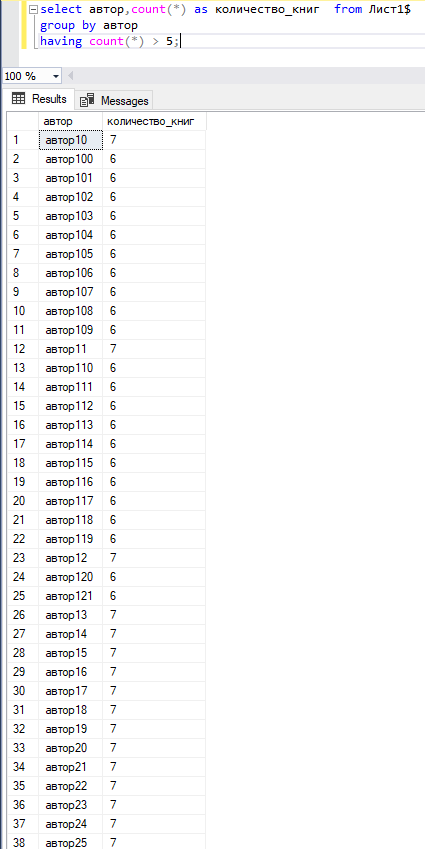 select автор,count(*) as количество_книг from Лист1$
group by автор
having count(*) > 5;
100 %
Results Messages
автор количество_книг
1 автор10 7
2 автор100 6
3 автор101 6
4 автор102 6
5 автор103 6
6 автор104 6
7 автор105 6
8 автор106 6
9 автор107 6
10 автор108 6
11 автор109 6
12 автор11 7
13 автор110 6
14 автор111 6
15 автор112 6
16 автор113 6
17 автор114 6
18 автор115 6
19 автор116 6
20 автор117 6
21 автор118 6
22 автор119 6
23 автор12 7
24 автор120 6
25 автор121 6
26 автор13 7
27 автор14 7
28 автор15 7
29 автор16 7
30 автор17 7
31 автор18 7
32 автор19 7
33 автор20 7
34 автор21 7
35 автор22 7
36 автор23 7
37 автор24 7
38 автор25 7